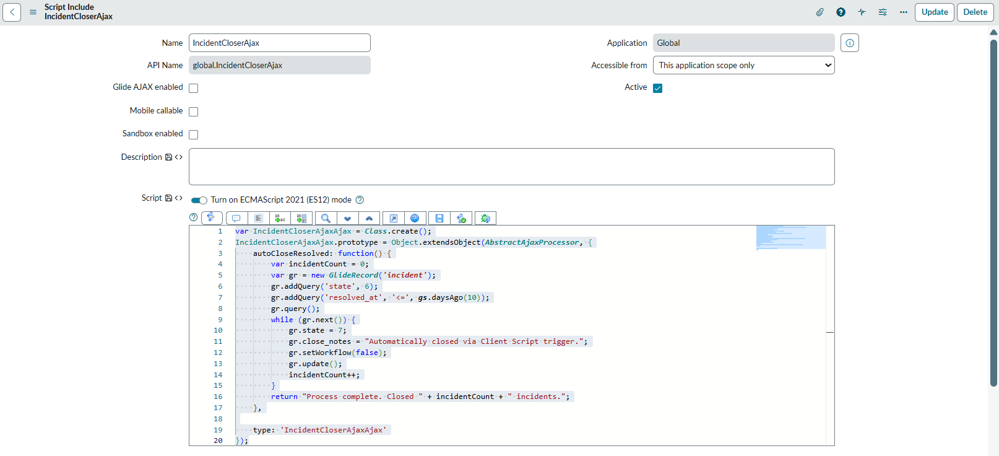 Script Include
IncidentCloserAjax
Update
Delete
Name
IncidentCloserAjax
Application
Global
API Name
global.IncidentCloserAjax
Accessible from
This application scope only
Glide AJAX enabled
Active
Mobile callable
Sandbox enabled
Description
Script
Turn on ECMAScript 2021 (ES12) mode
1 var IncidentCloserAjaxAjax = Class.create();
2 IncidentCloserAjaxAjax.prototype = Object.extendsObject(AbstractAjaxProcessor, {
3     autoCloseResolved: function() {
4         var incidentCount = 0;
5         var gr = new GlideRecord('incident');
6         gr.addQuery('state', 6);
7         gr.addQuery('resolved_at', '<=', gs.daysAgo(10));
8         gr.query();
9         while (gr.next()) {
10             gr.state = 7;
11             gr.close_notes = "Automatically closed via Client Script trigger.";
12             gr.setWorkflow(false);
13             gr.update();
14             incidentCount++;
15         }
16         return "Process complete. Closed " + incidentCount + " incidents.";
17     },
18
19     type: 'IncidentCloserAjaxAjax'
20 });